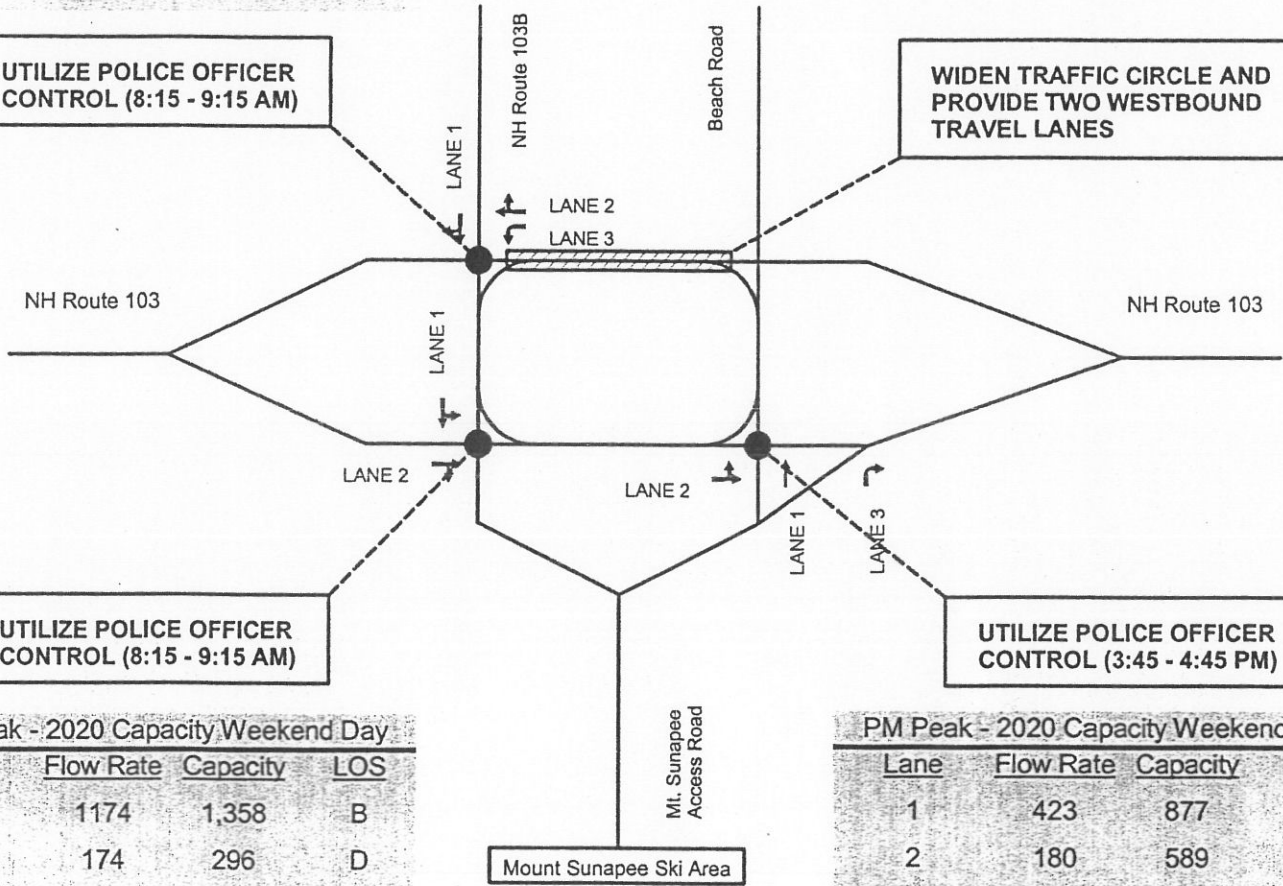 UTILIZE POLICE OFFICER
CONTROL (8:15 - 9:15 AM)
NH Route 103B
Beach Road
WIDEN TRAFFIC CIRCLE AND
PROVIDE TWO WESTBOUND
TRAVEL LANES
LANE 1
LANE 2
LANE 3
NH Route 103
NH Route 103
LANE 1
LANE 2
LANE 2
LANE 1
LANE 3
UTILIZE POLICE OFFICER
CONTROL (8:15 - 9:15 AM)
UTILIZE POLICE OFFICER
CONTROL (3:45 - 4:45 PM)
Mt. Sunapee
Access Road
Mount Sunapee Ski Area
ak - 2020 Capacity Weekend Day
Flow Rate Capacity LOS
1174 1,358 B
174 296 D
PM Peak - 2020 Capacity Weekend
Lane Flow Rate Capacity
1 423 877
2 180 589